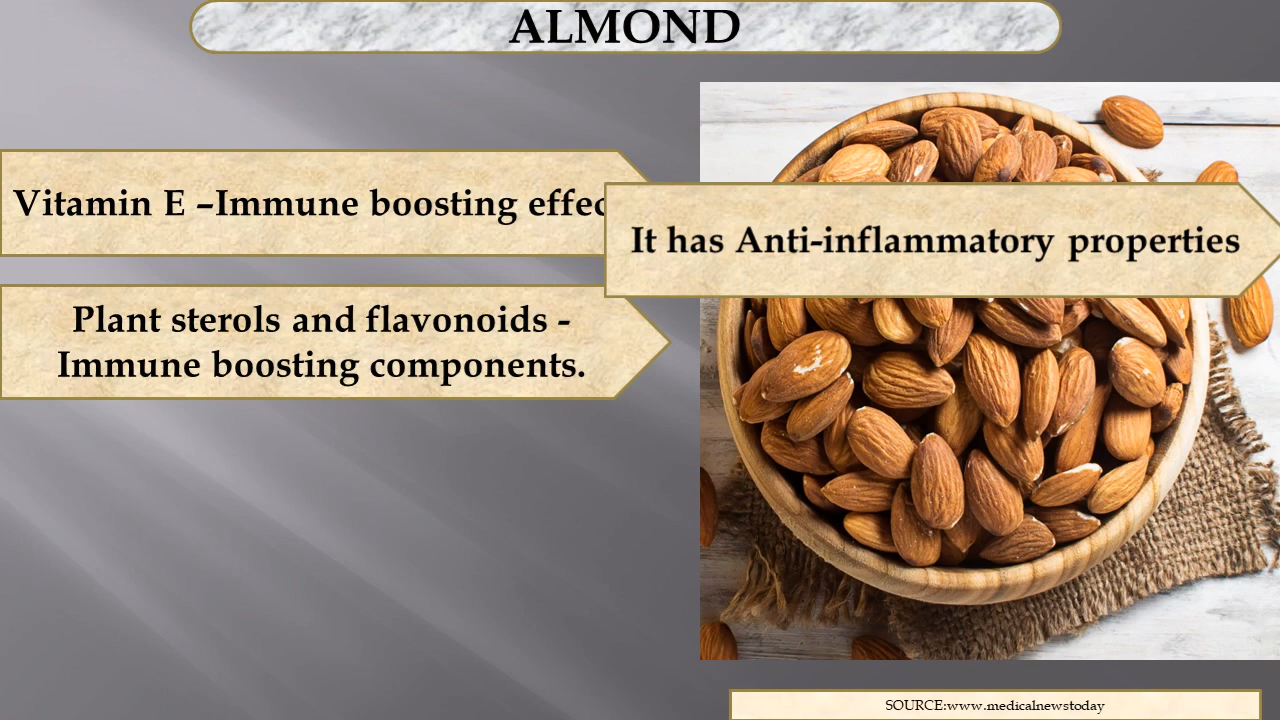 ALMOND
Vitamin E –Immune boosting effec
It has Anti-inflammatory properties
Plant sterols and flavonoids -
Immune boosting components.
SOURCE:www.medicalnewstoday